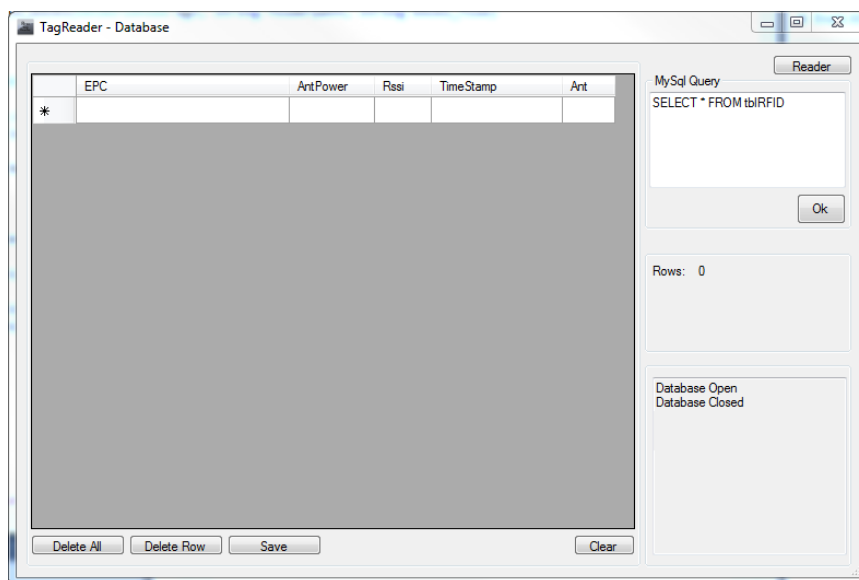 TagReader - Database
Reader
EPC AntPower Rssi TimeStamp Ant
*
MySql Query
SELECT * FROM tblRFID
Ok
Rows: 0
Database Open
Database Closed
Delete All Delete Row Save Clear